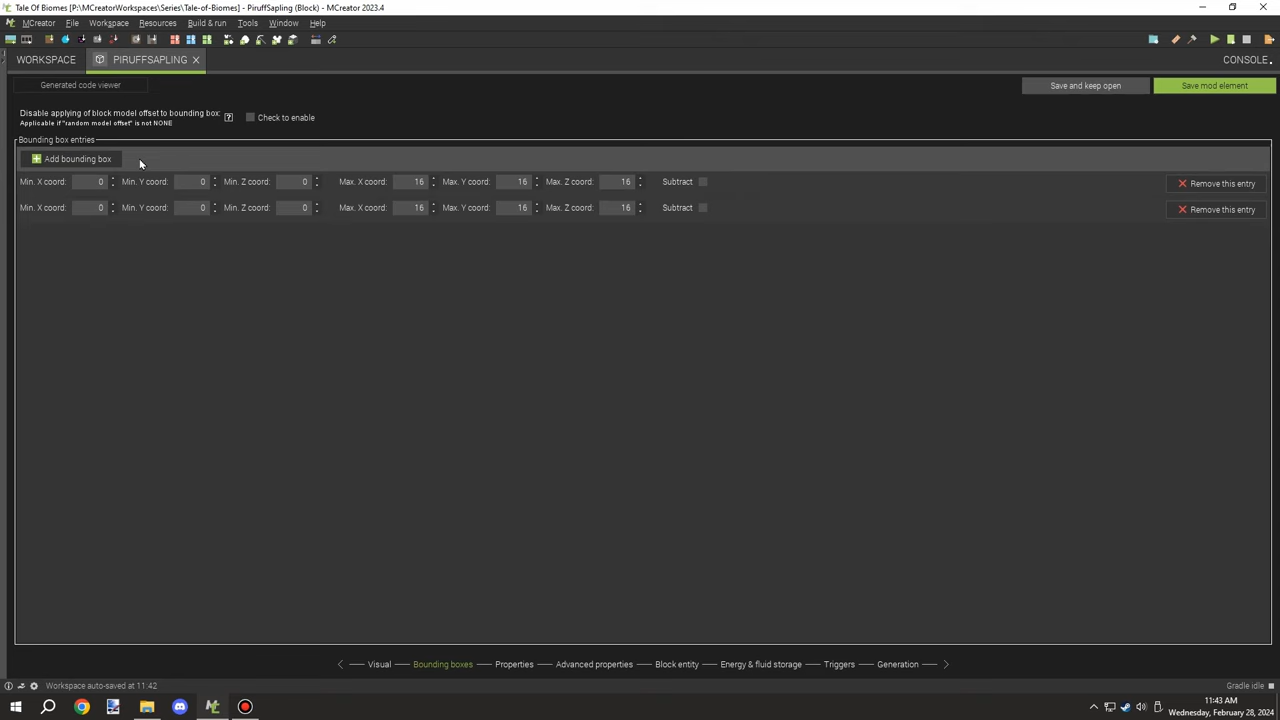 Tale Of Biomes [P:\MCreatorWorkspaces\Series\Tale-of-Biomes] - PiruffSapling (Block) - MCreator 2023.4
MCreator File Workspace Resources Build & run Tools Window Help
WORKSPACE PIRUFFSAPLING CONSOLE
Generated code viewer Save and keep open Save mod element
Disable applying of block model offset to bounding box: ? Check to enable
Applicable if "random model offset" is not NONE
Bounding box entries
Add bounding box
Min. X coord: 0 Min. Y coord: 0 Min. Z coord: 0 Max. X coord: 16 Max. Y coord: 16 Max. Z coord: 16 Subtract Remove this entry
Min. X coord: 0 Min. Y coord: 0 Min. Z coord: 0 Max. X coord: 16 Max. Y coord: 16 Max. Z coord: 16 Subtract Remove this entry
Visual Bounding boxes Properties Advanced properties Block entity Energy & fluid storage Triggers Generation
Workspace auto-saved at 11:42 Gradle idle
11:43 AM
Wednesday, February 28, 2024